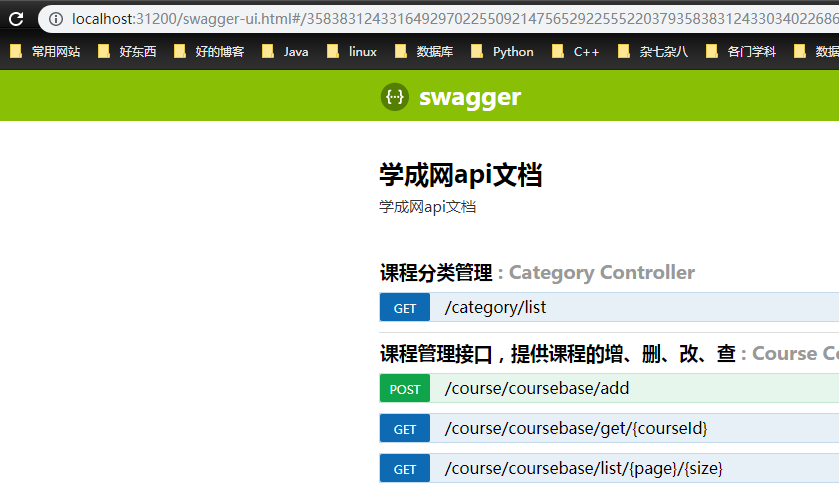 localhost:31200/swagger-ui.html#/35838312433164929702255092147565292255522037935838312433034022686
常用网站 好东西 好的博客 Java linux 数据库 Python C++ 杂七杂八 各门学科 数据
{···} swagger
学成网api文档
学成网api文档
课程分类管理 : Category Controller
GET /category/list
课程管理接口，提供课程的增、删、改、查 : Course Co
POST /course/coursebase/add
GET /course/coursebase/get/{courseId}
GET /course/coursebase/list/{page}/{size}